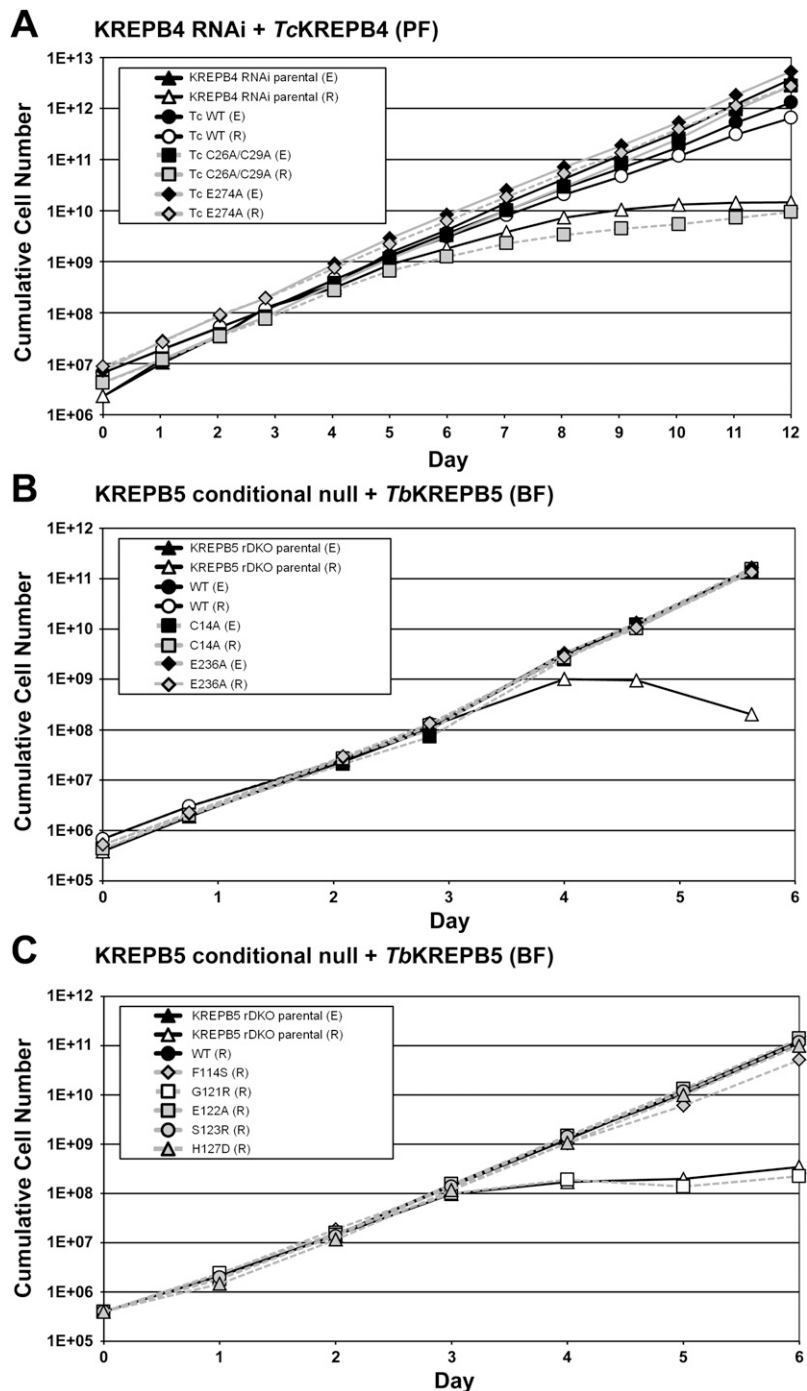 A KREPB4 RNAi + TcKREPB4 (PF)
1E+13
1E+12
1E+11
1E+10
1E+09
1E+08
1E+07
1E+06
Cumulative Cell Number
KREPB4 RNAi parental (E)
KREPB4 RNAi parental (R)
Tc WT (E)
Tc WT (R)
Tc C26A/C29A (E)
Tc C26A/C29A (R)
Tc E274A (E)
Tc E274A (R)
0 1 2 3 4 5 6 7 8 9 10 11 12
Day
B KREPB5 conditional null + TbKREPB5 (BF)
1E+12
1E+11
1E+10
1E+09
1E+08
1E+07
1E+06
1E+05
Cumulative Cell Number
KREPB5 rDKO parental (E)
KREPB5 rDKO parental (R)
WT (E)
WT (R)
C14A (E)
C14A (R)
E236A (E)
E236A (R)
0 1 2 3 4 5 6
Day
C KREPB5 conditional null + TbKREPB5 (BF)
1E+12
1E+11
1E+10
1E+09
1E+08
1E+07
1E+06
1E+05
Cumulative Cell Number
KREPB5 rDKO parental (E)
KREPB5 rDKO parental (R)
WT (R)
F114S (R)
G121R (R)
E122A (R)
S123R (R)
H127D (R)
0 1 2 3 4 5 6
Day